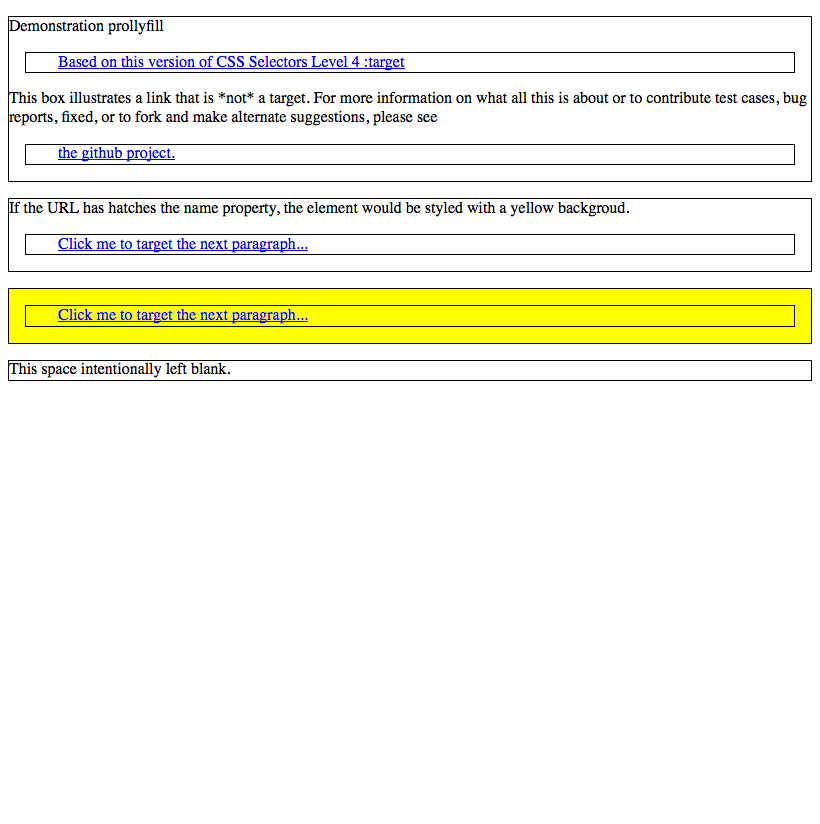 Demonstration prollyfill
Based on this version of CSS Selectors Level 4 :target
This box illustrates a link that is *not* a target. For more information on what all this is about or to contribute test cases, bug
reports, fixed, or to fork and make alternate suggestions, please see
the github project.
If the URL has hatches the name property, the element would be styled with a yellow backgroud.
Click me to target the next paragraph...
Click me to target the next paragraph...
This space intentionally left blank.